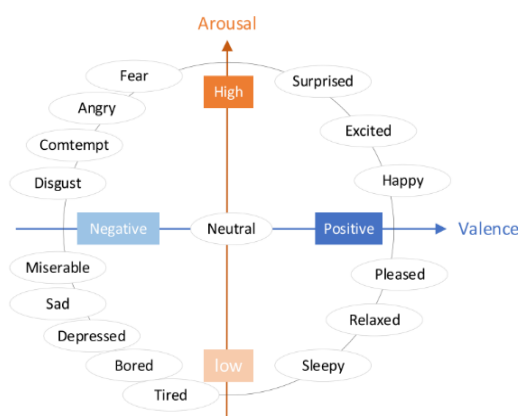 Arousal
Fear
Surprised
High
Angry
Excited
Comtempt
Happy
Disgust
Negative
Neutral
Positive
Valence
Miserable
Pleased
Sad
Relaxed
Depressed
Bored
low
Sleepy
Tired